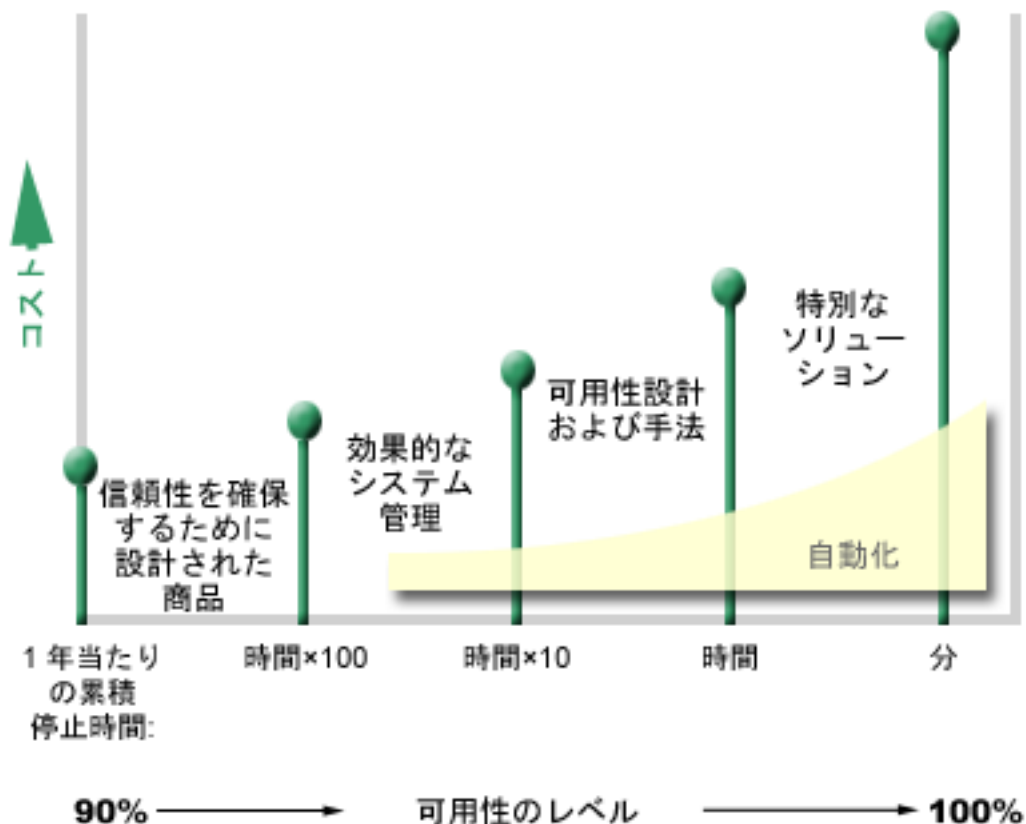 コスト
特別な
ソリュー
ション
可用性設計
および手法
効果的な
システム
管理
信頼性を確保
するために
設計された
商品
自動化
1 年当たり
の累積
停止時間:
時間×100
時間×10
時間
分
90%
可用性のレベル
100%